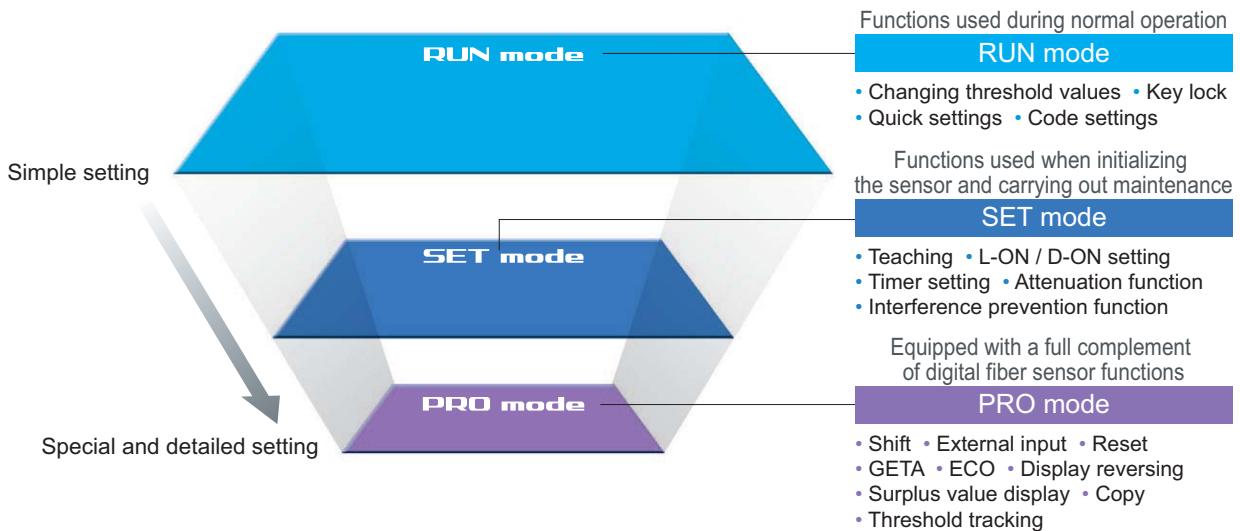 Functions used during normal operation
RUN mode
RUN mode
• Changing threshold values • Key lock
• Quick settings • Code settings
Simple setting
Functions used when initializing
the sensor and carrying out maintenance
SET mode
SET mode
• Teaching • L-ON / D-ON setting
• Timer setting • Attenuation function
• Interference prevention function
Equipped with a full complement
of digital fiber sensor functions
PRO mode
PRO mode
Special and detailed setting
• Shift • External input • Reset
• GETA • ECO • Display reversing
• Surplus value display • Copy
• Threshold tracking